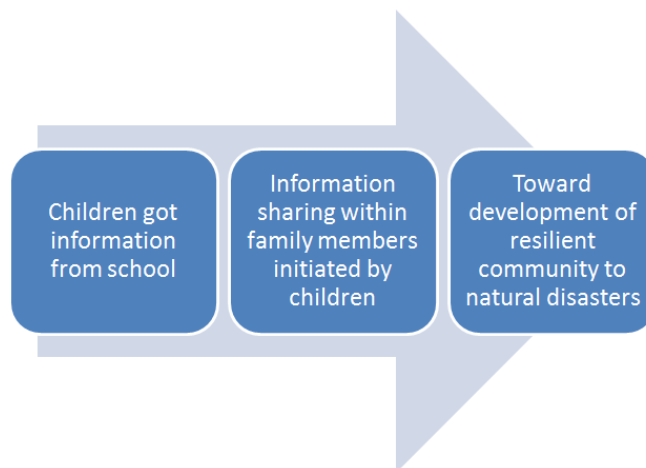 Children got
information
from school
Information
sharing within
family members
initiated by
children
Toward
development of
resilient
community to
natural disasters